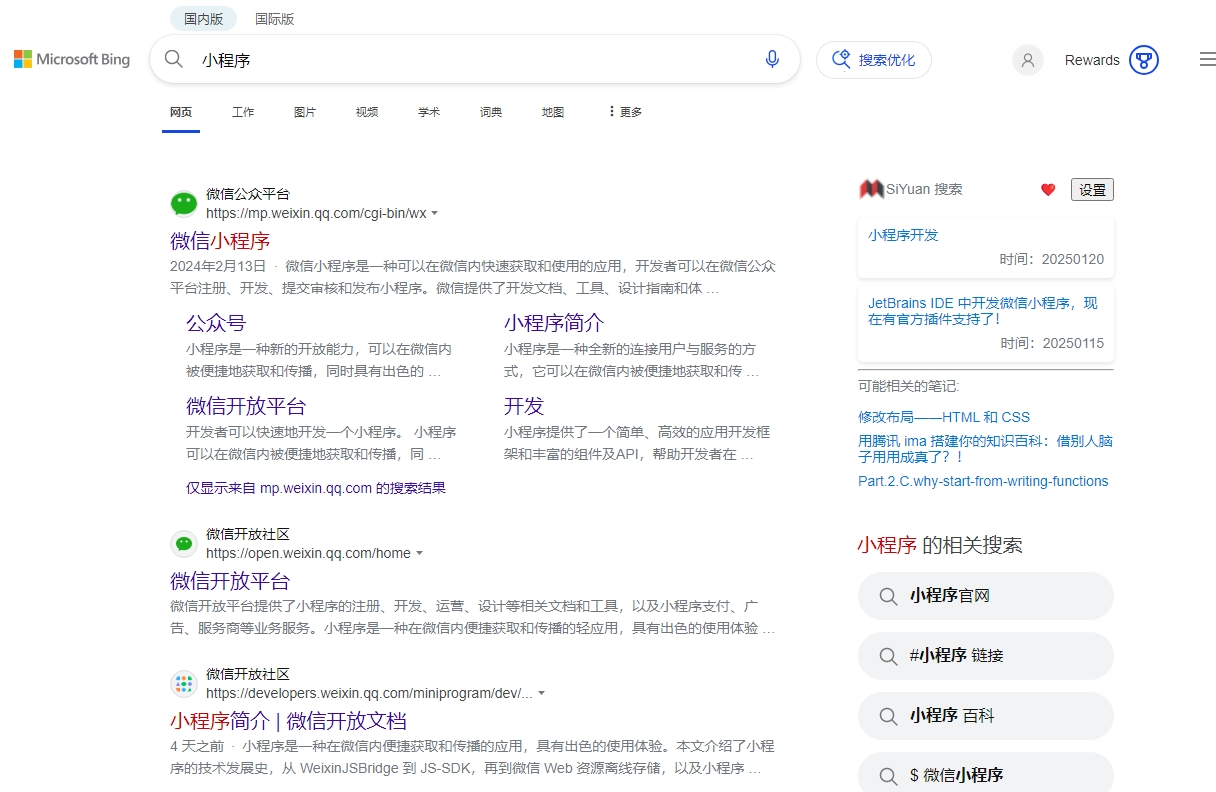 国内版 国际版
Microsoft Bing
小程序
搜索优化
Rewards
网页 工作 图片 视频 学术 词典 地图 更多
微信公众平台
https://mp.weixin.qq.com/cgi-bin/wx
微信小程序
2024年2月13日 · 微信小程序是一种可以在微信内快速获取和使用的应用，开发者可以在微信公众
平台注册、开发、提交审核和发布小程序。微信提供了开发文档、工具、设计指南和体 ...
公众号
小程序是一种新的开放能力，可以在微信内
被便捷地获取和传播，同时具有出色的 ...
小程序简介
小程序是一种全新的连接用户与服务的方
式，它可以在微信内被便捷地获取和传 ...
微信开放平台
开发者可以快速地开发一个小程序。 小程序
可以在微信内被便捷地获取和传播，同 ...
开发
小程序提供了一个简单、高效的应用开发框
架和丰富的组件及API，帮助开发者在 ...
仅显示来自 mp.weixin.qq.com 的搜索结果
微信开放社区
https://open.weixin.qq.com/home
微信开放平台
微信开放平台提供了小程序的注册、开发、运营、设计等相关文档和工具，以及小程序支付、广
告、服务商等业务服务。小程序是一种在微信内便捷获取和传播的轻应用，具有出色的使用体验 ...
微信开放社区
https://developers.weixin.qq.com/miniprogram/dev/...
小程序简介 | 微信开放文档
4 天之前 · 小程序是一种在微信内便捷获取和传播的应用，具有出色的使用体验。本文介绍了小程
序的技术发展史，从 WeixinJSBridge 到 JS-SDK，再到微信 Web 资源离线存储，以及小程序 ...
SiYuan 搜索
设置
小程序开发
时间：20250120
JetBrains IDE 中开发微信小程序，现
在有官方插件支持了！
时间：20250115
可能相关的笔记:
修改布局——HTML 和 CSS
用腾讯 ima 搭建你的知识百科：借别人脑
子用用成真了？！
Part.2.C.why-start-from-writing-functions
小程序 的相关搜索
小程序官网
#小程序 链接
小程序 百科
$ 微信小程序